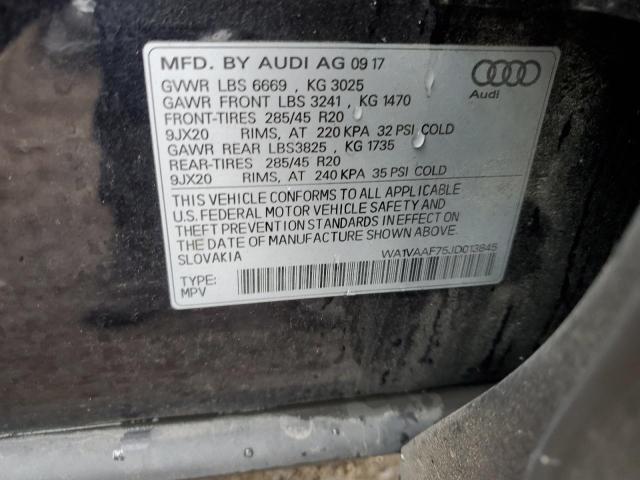 MFD. BY AUDI AG 09 17
GVWR LBS 6669 , KG 3025
GAWR FRONT LBS 3241 , KG 1470
FRONT-TIRES 285/45 R20
9JX20 RIMS, AT 220 KPA 32 PSI COLD
GAWR REAR LBS3825 , KG 1735
REAR-TIRES 285/45 R20
9JX20 RIMS, AT 240 KPA 35 PSI COLD
THIS VEHICLE CONFORMS TO ALL APPLICABLE
U.S. FEDERAL MOTOR VEHICLE SAFETY AND
THEFT PREVENTION STANDARDS IN EFFECT ON
THE DATE OF MANUFACTURE SHOWN ABOVE.
SLOVAKIA
WA1VAAF75JD013845
TYPE:
MPV
Audi